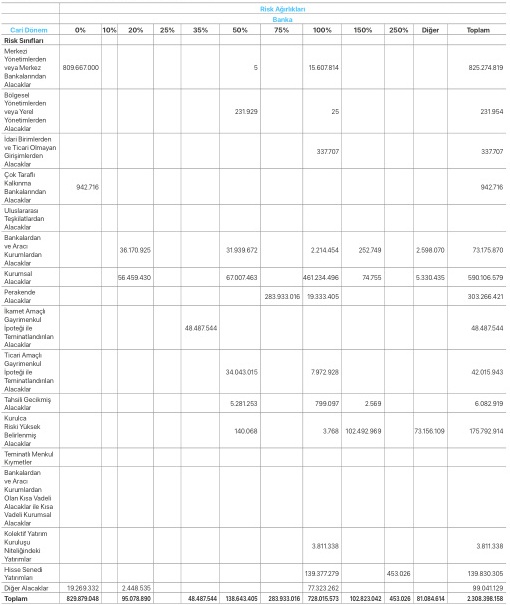 Risk Ağırlıkları
Banka
Cari Dönem 0% 10% 20% 25% 35% 50% 75% 100% 150% 250% Diğer Toplam
Risk Sınıfları
Merkezi
Yönetimlerden
veya Merkez
Bankalarından
Alacaklar
809.667.000 5 15.607.814 825.274.819
Bölgesel
Yönetimlerden
veya Yerel
Yönetimlerden
Alacaklar
231.929 25 231.954
İdari Birimlerden
ve Ticari Olmayan
Girişimlerden
Alacaklar
337.707 337.707
Çok Taraflı
Kalkınma
Bankalarından
Alacaklar
942.716 942.716
Uluslararası
Teşkilatlardan
Alacaklar
Bankalardan
ve Aracı
Kurumlardan
Alacaklar
36.170.925 31.939.672 2.214.454 252.749 2.598.070 73.175.870
Kurumsal
Alacaklar
56.459.430 67.007.463 461.234.496 74.755 5.330.435 590.106.579
Perakende
Alacaklar
283.933.016 19.333.405 303.266.421
İkamet Amaçlı
Gayrimenkul
İpoteği ile
Teminatlandırılan
Alacaklar
48.487.544 48.487.544
Ticari Amaçlı
Gayrimenkul
İpoteği ile
Teminatlandırılan
Alacaklar
34.043.015 7.972.928 42.015.943
Tahsili Gecikmiş
Alacaklar
5.281.253 799.097 2.569 6.082.919
Kurulca
Riski Yüksek
Belirlenmiş
Alacaklar
140.068 3.768 102.492.969 73.156.109 175.792.914
Teminatlı Menkul
Kıymetler
Bankalardan
ve Aracı
Kurumlardan
Olan Kısa Vadeli
Alacaklar ile Kısa
Vadeli Kurumsal
Alacaklar
Kolektif Yatırım
Kuruluşu
Niteliğindeki
Yatırımlar
3.811.338 3.811.338
Hisse Senedi
Yatırımları
139.377.279 453.026 139.830.305
Diğer Alacaklar 19.269.332 2.448.535 77.323.262 99.041.129
Toplam 829.879.048 95.078.890 48.487.544 138.643.405 283.933.016 728.015.573 102.823.042 453.026 81.084.614 2.308.398.158